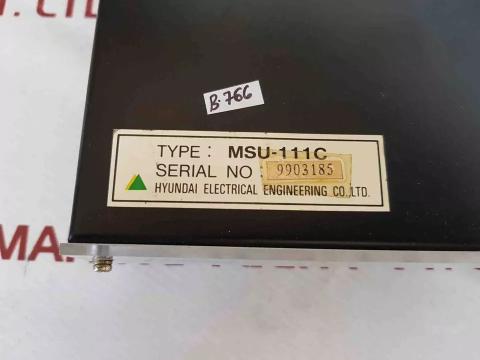 B-766
TYPE: MSU-111C
SERIAL NO 9903185
HYUNDAI ELECTRICAL ENGINEERING CO.,LTD.